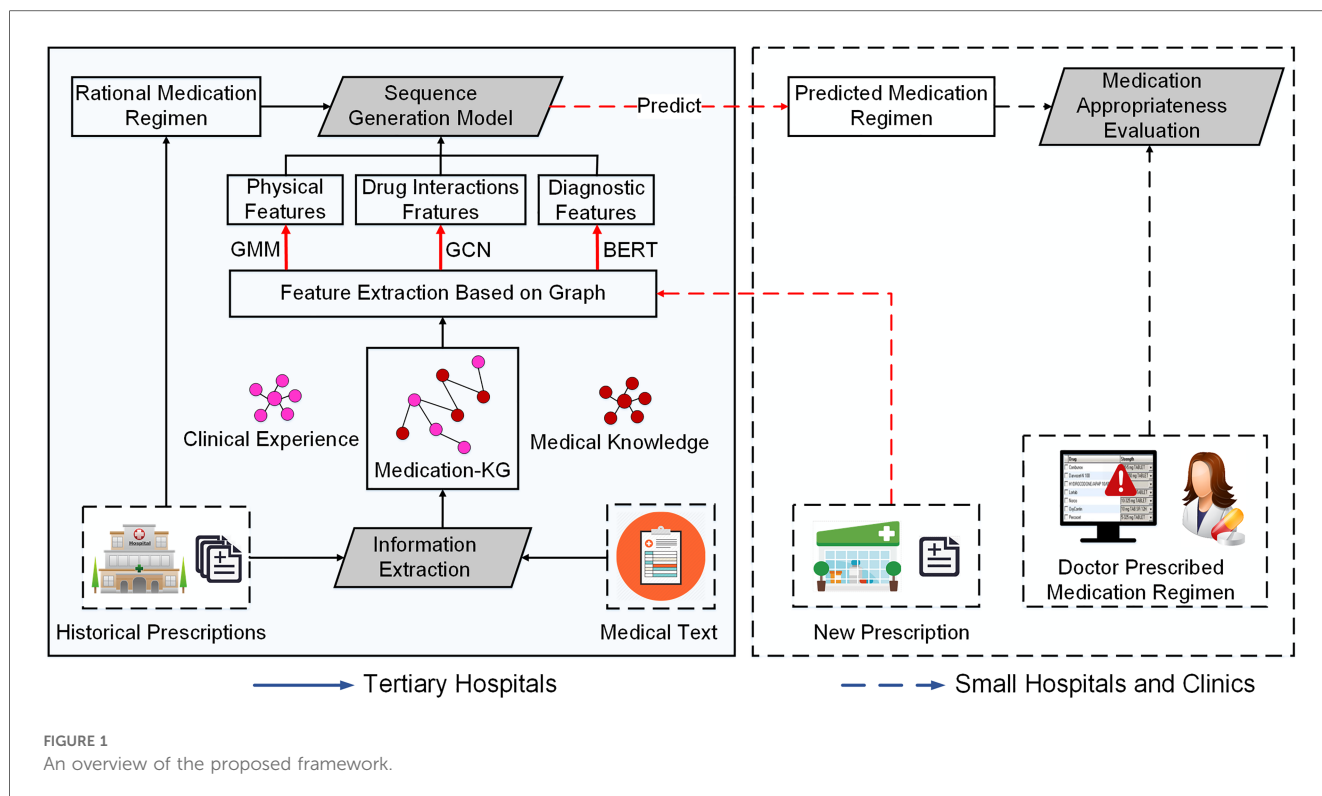 Rational Medication
Regimen
Sequence
Generation Model
Predict
Predicted Medication
Regimen
Medication
Appropriateness
Evaluation
Physical
Features
Drug Interactions
Fratures
Diagnostic
Features
GMM
GCN
BERT
Feature Extraction Based on Graph
Clinical Experience
Medication-KG
Medical Knowledge
Hospital
Information
Extraction
Historical Prescriptions
Medical Text
New Prescription
Drug
Strength
Doctor Prescribed
Medication Regimen
Tertiary Hospitals
Small Hospitals and Clinics
FIGURE 1
An overview of the proposed framework.